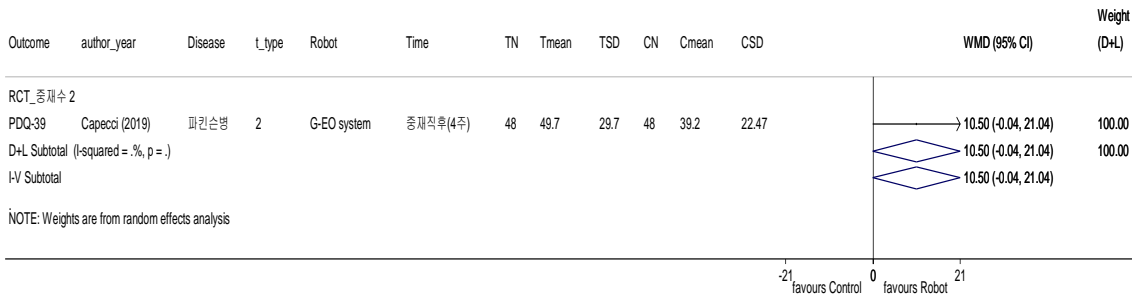 Weight
Outcome author_year Disease t_type Robot Time TN Tmean TSD CN Cmean CSD WMD (95% CI) (D+L)
RCT_중재수 2
PDQ-39 Capecci (2019) 파킨슨병 2 G-EO system 중재직후(4주) 48 49.7 29.7 48 39.2 22.47 10.50 (-0.04, 21.04) 100.00
D+L Subtotal (I-squared = .%, p = .) 10.50 (-0.04, 21.04) 100.00
I-V Subtotal 10.50 (-0.04, 21.04)
.
NOTE: Weights are from random effects analysis
-21 0 21
favours Control favours Robot